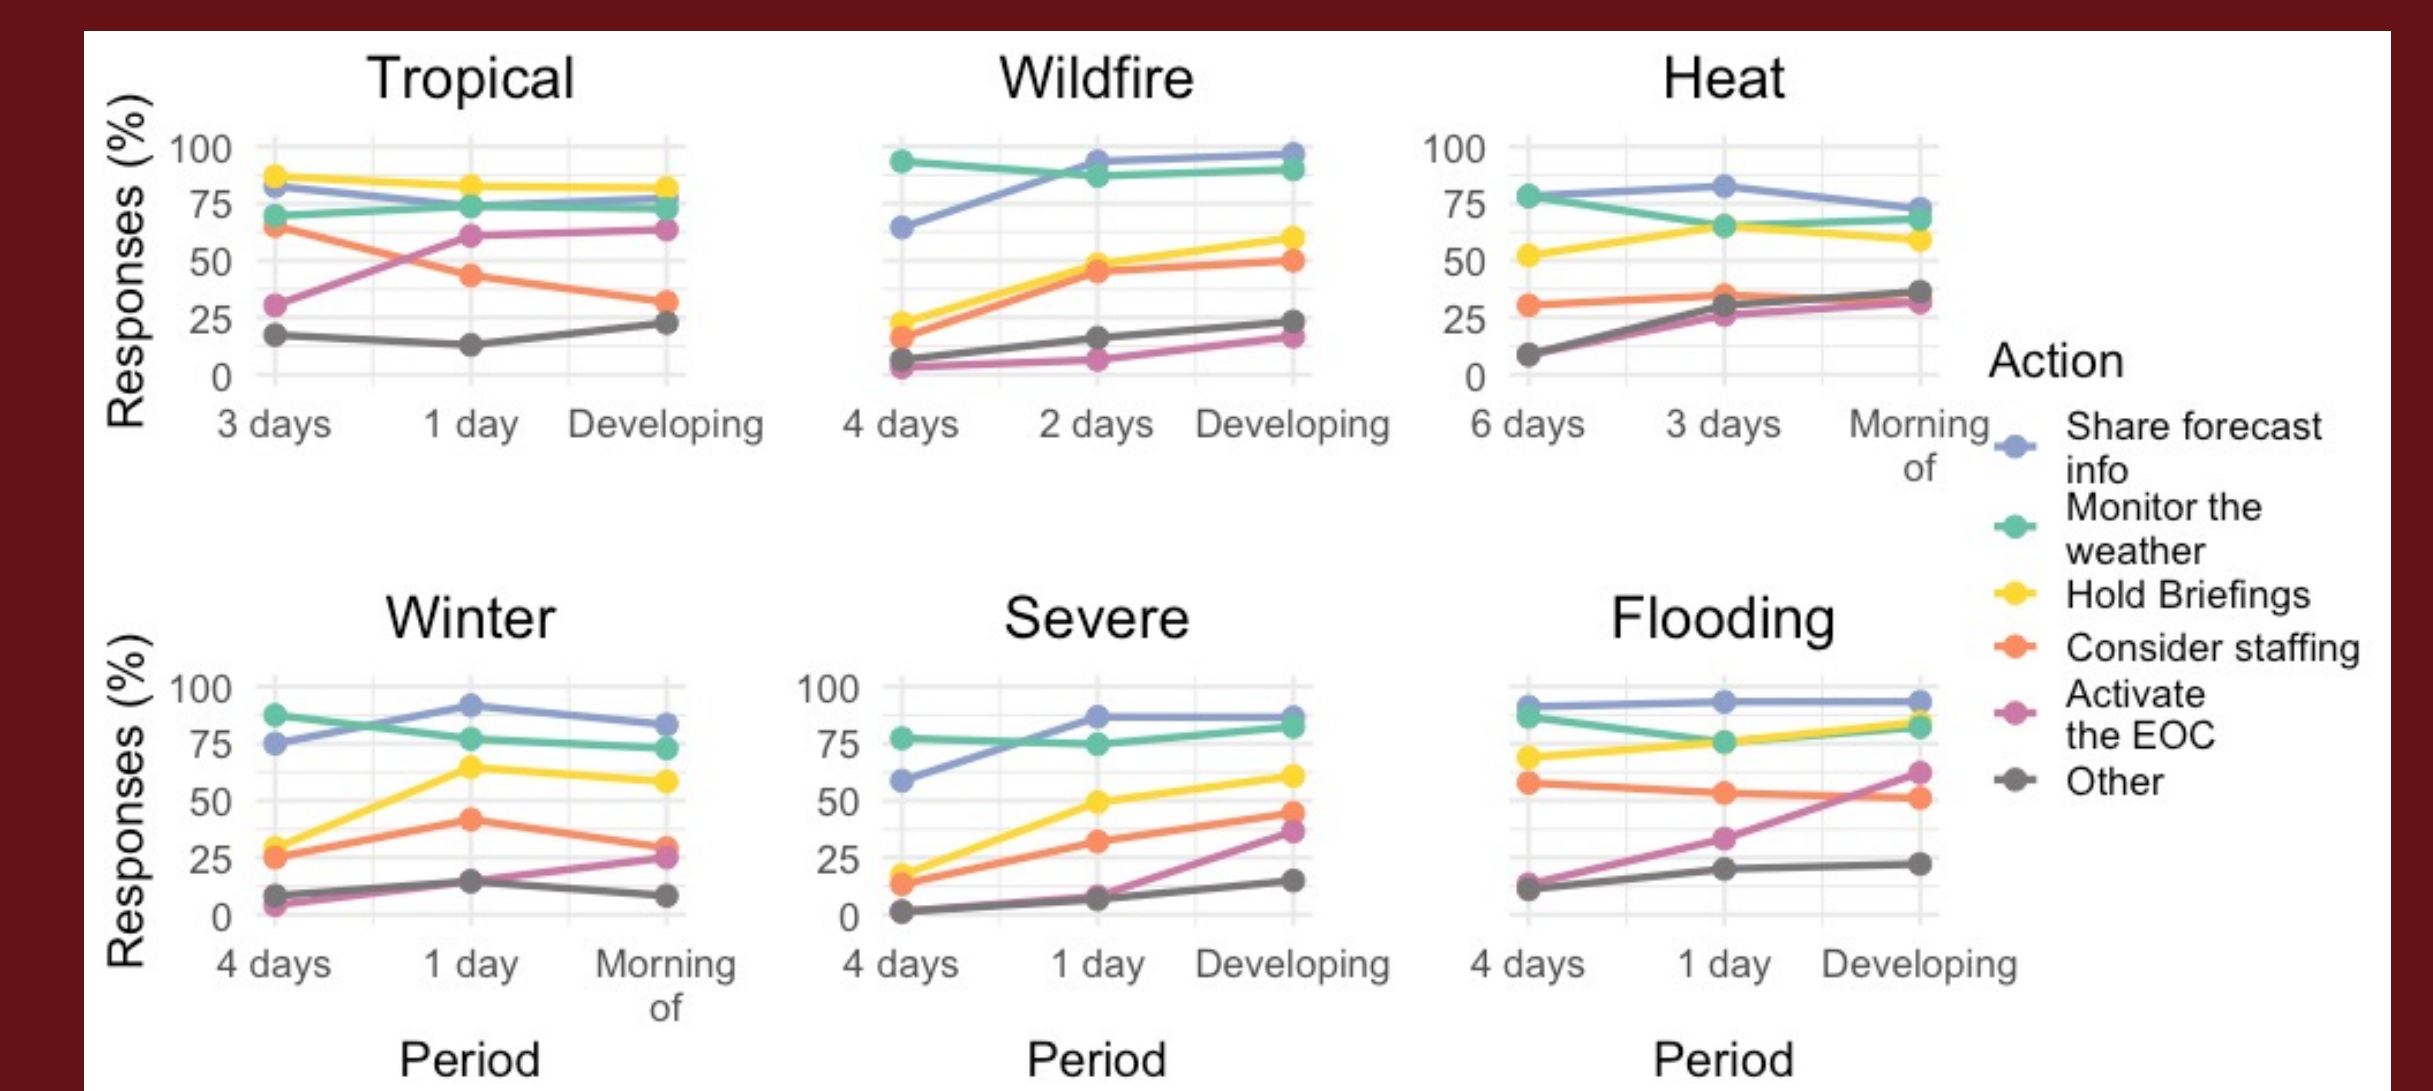 Tropical
Wildfire
Heat
Responses (%)
100
75
50
25
0
3 days
1 day
Developing
4 days
2 days
Developing
100
75
50
25
0
6 days
3 days
Morning
of
Action
Share forecast
info
Monitor the
weather
Hold Briefings
Consider staffing
Activate
the EOC
Other
Winter
Severe
Flooding
Responses (%)
100
75
50
25
0
4 days
1 day
Morning
of
Period
100
75
50
25
0
4 days
1 day
Developing
Period
4 days
1 day
Developing
Period